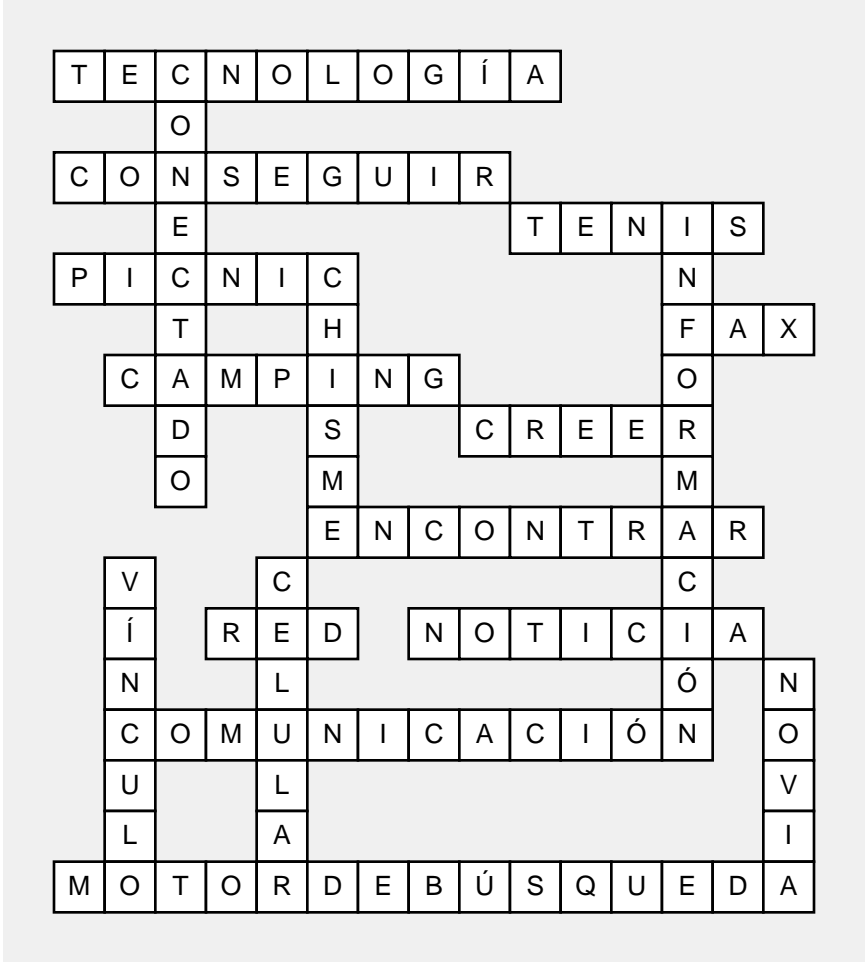 T E C N O L O G Í A
O
C O N S E G U I R
E T E N I S
P I C N I C N
T H F A X
C A M P I N G O
D S C R E E R
O M M
E N C O N T R A R
V C C
Í R E D N O T I C I A
N L Ó N
C O M U N I C A C I Ó N O
U L V
L A I
M O T O R D E B Ú S Q U E D A